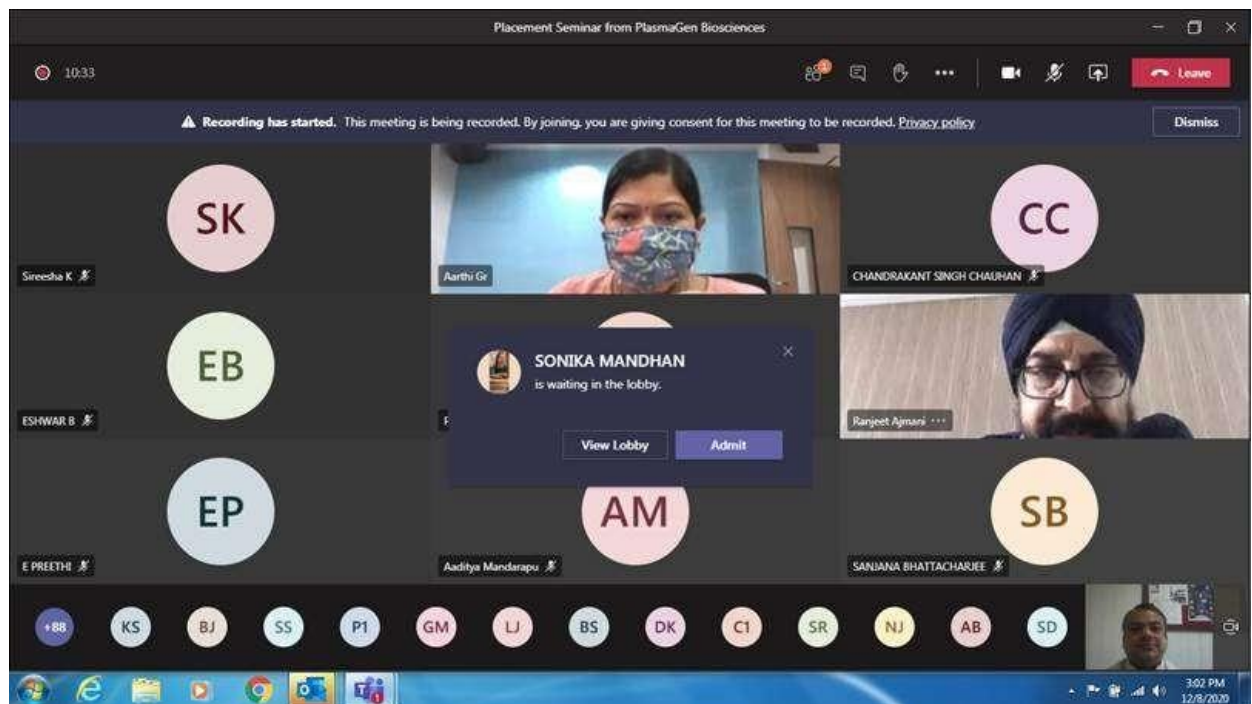 Placement Seminar from PlasmaGen Biosciences
10:33
1
Leave
Recording has started. This meeting is being recorded. By joining, you are giving consent for this meeting to be recorded. Privacy policy
Dismiss
SK
CC
Sireesha K
Aarthi Gr
CHANDRAKANT SINGH CHAUHAN
EB
SONIKA MANDHAN
is waiting in the lobby.
ESHWAR B
Ranjeet Ajmani
View Lobby
Admit
EP
AM
SB
E PREETHI
Aaditya Mandarapu
SANJANA BHATTACHARJEE
+88 KS BJ SS P1 GM LJ BS DK C1 SR NJ AB SD
3:02 PM
12/8/2020